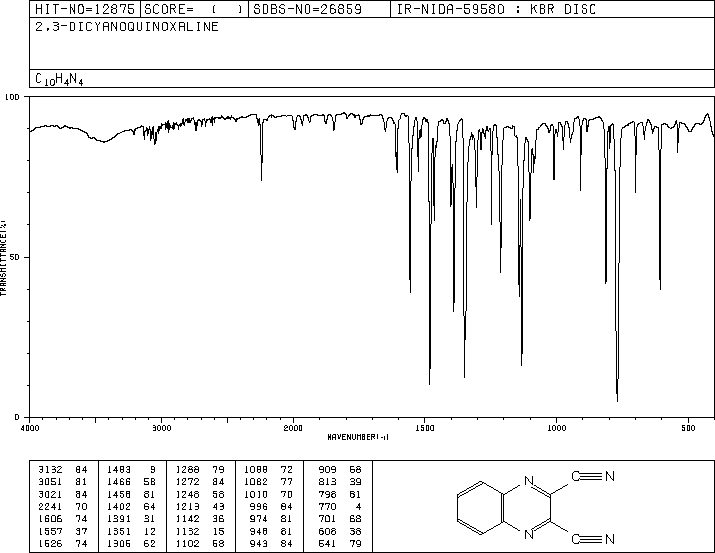 HIT-NO=12875 SCORE= ( ) SDBS-NO=26859 IR-NIDA-59580 : KBR DISC
2,3-DICYANOQUINOXALINE
C10H4N4
100
50
0
TRANSMITTANCE(%)
4000 3000 2000 1500 1000 500
WAVENUMBER(-1)
3132 84 1483 9 1288 79 1088 72 909 68
3051 81 1466 58 1272 84 1082 77 813 39
3021 84 1458 81 1248 58 1010 70 798 81
2241 70 1402 64 1213 43 996 84 770 4
1606 74 1391 31 1142 36 974 81 701 68
1557 37 1351 12 1132 15 948 81 608 38
1526 74 1306 62 1102 58 943 84 541 79
N C N
N C N